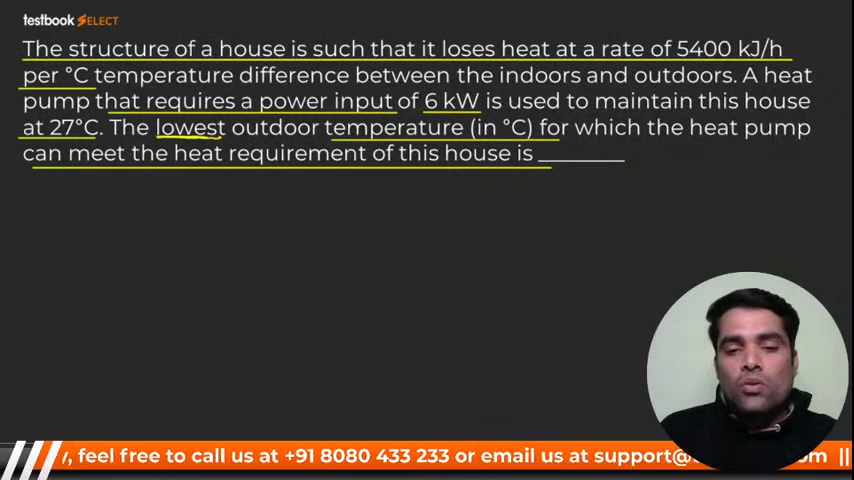 testbook SELECT
The structure of a house is such that it loses heat at a rate of 5400 kJ/h
per °C temperature difference between the indoors and outdoors. A heat
pump that requires a power input of 6 kW is used to maintain this house
at 27°C. The lowest outdoor temperature (in °C) for which the heat pump
can meet the heat requirement of this house is ________
, feel free to call us at +91 8080 433 233 or email us at support@ om ||